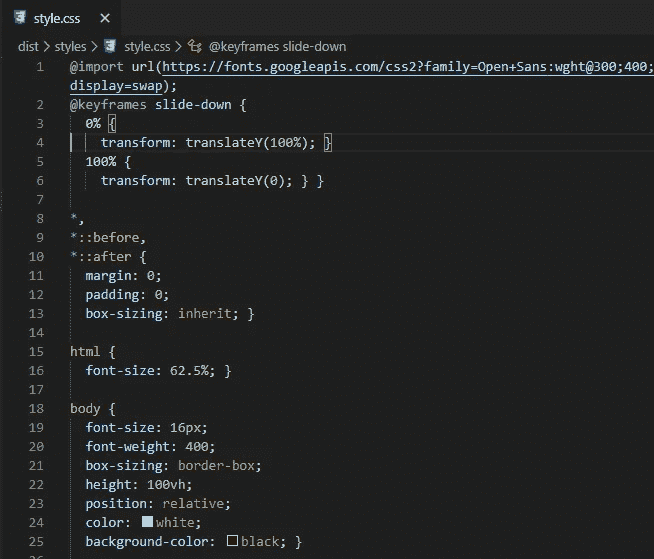 style.css ×
dist > styles > style.css > @keyframes slide-down
1 @import url(https://fonts.googleapis.com/css2?family=Open+Sans:wght@300;400;
display=swap);
2 @keyframes slide-down {
3 0% {
4 transform: translateY(100%); }
5 100% {
6 transform: translateY(0); } }
7
8 *,
9 *::before,
10 *::after {
11 margin: 0;
12 padding: 0;
13 box-sizing: inherit; }
14
15 html {
16 font-size: 62.5%; }
17
18 body {
19 font-size: 16px;
20 font-weight: 400;
21 box-sizing: border-box;
22 height: 100vh;
23 position: relative;
24 color: white;
25 background-color: black; }
26